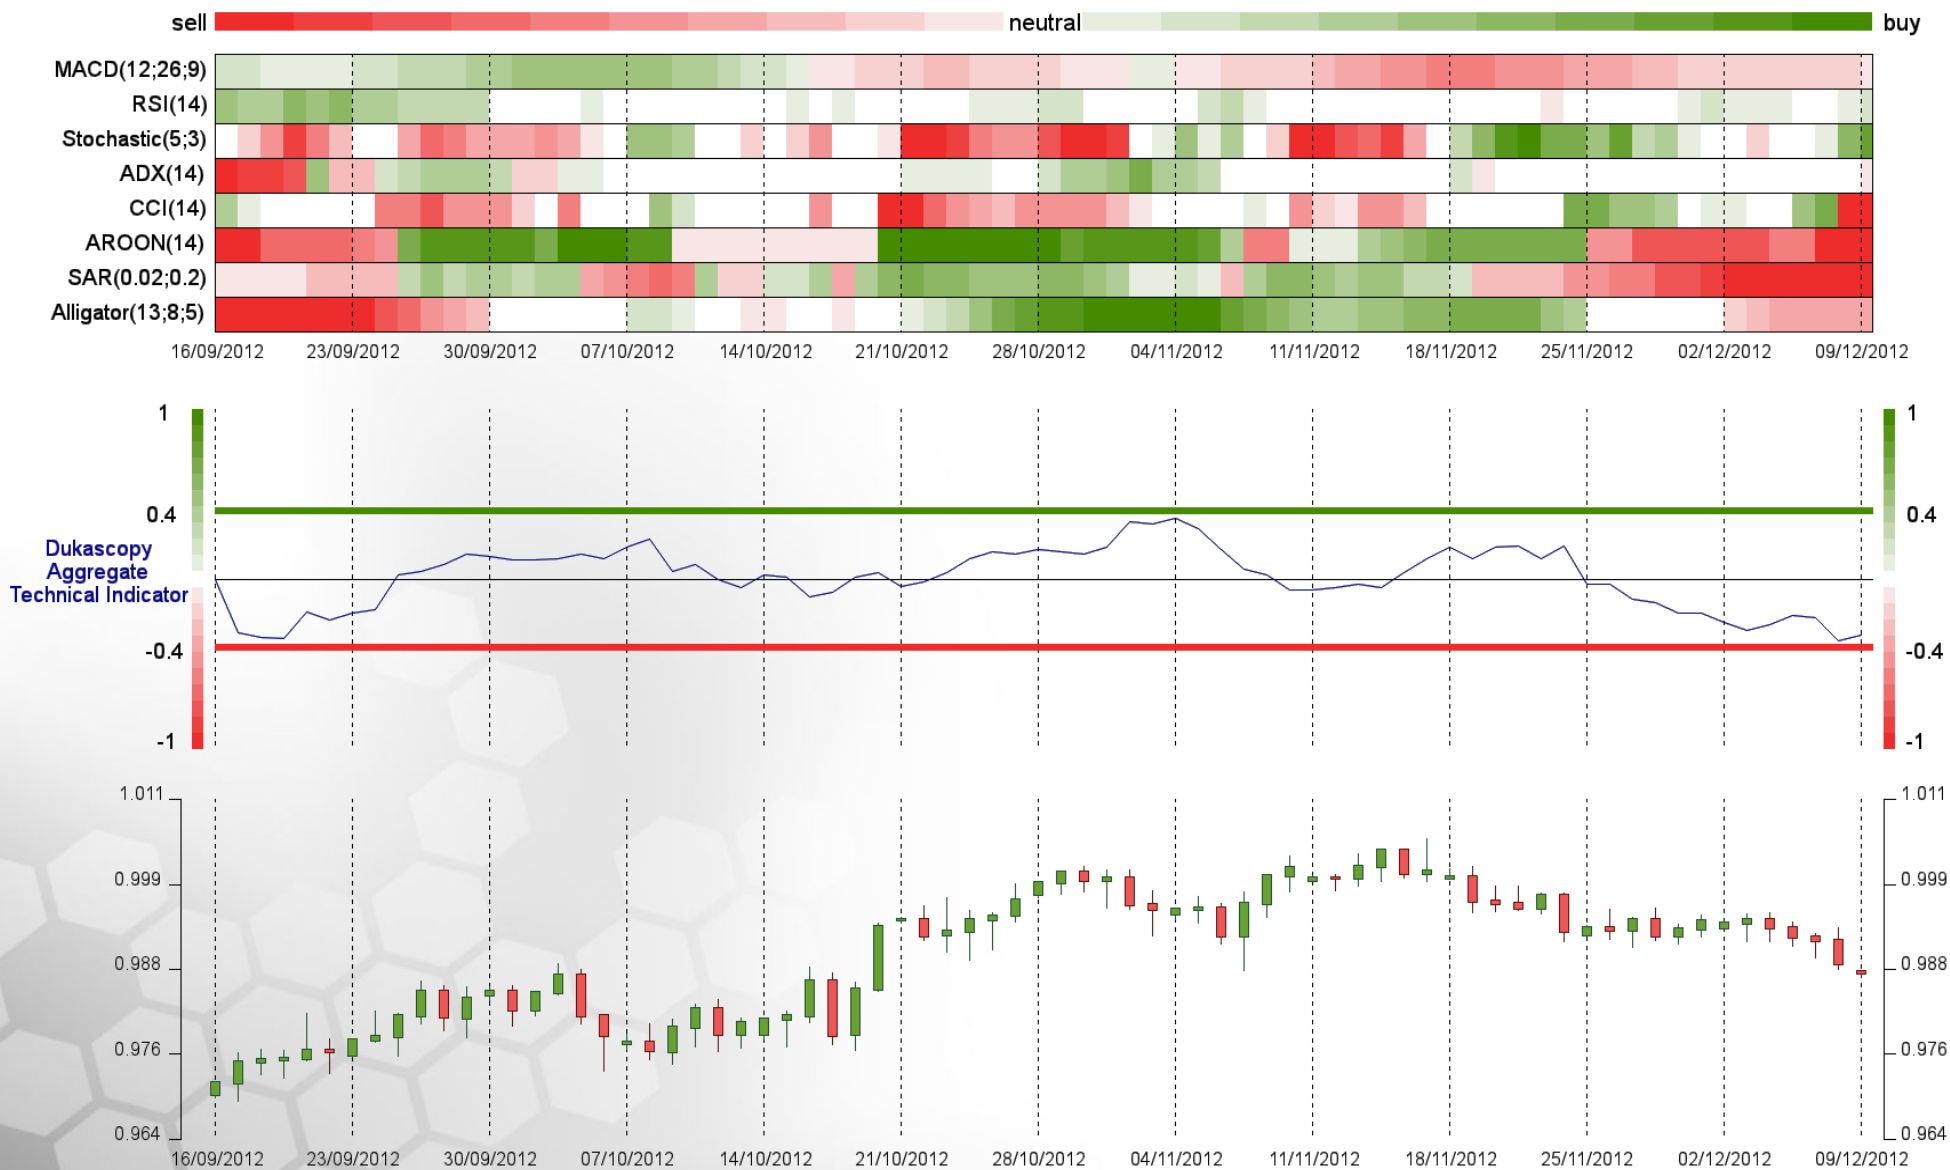 sell neutral buy
MACD(12;26;9)
RSI(14)
Stochastic(5;3)
ADX(14)
CCI(14)
AROON(14)
SAR(0.02;0.2)
Alligator(13;8;5)
16/09/2012 23/09/2012 30/09/2012 07/10/2012 14/10/2012 21/10/2012 28/10/2012 04/11/2012 11/11/2012 18/11/2012 25/11/2012 02/12/2012 09/12/2012
1 1
0.4 0.4
Dukascopy
Aggregate
Technical Indicator
-0.4 -0.4
-1 -1
1.011 1.011
0.999 0.999
0.988 0.988
0.976 0.976
0.964 0.964
16/09/2012 23/09/2012 30/09/2012 07/10/2012 14/10/2012 21/10/2012 28/10/2012 04/11/2012 11/11/2012 18/11/2012 25/11/2012 02/12/2012 09/12/2012